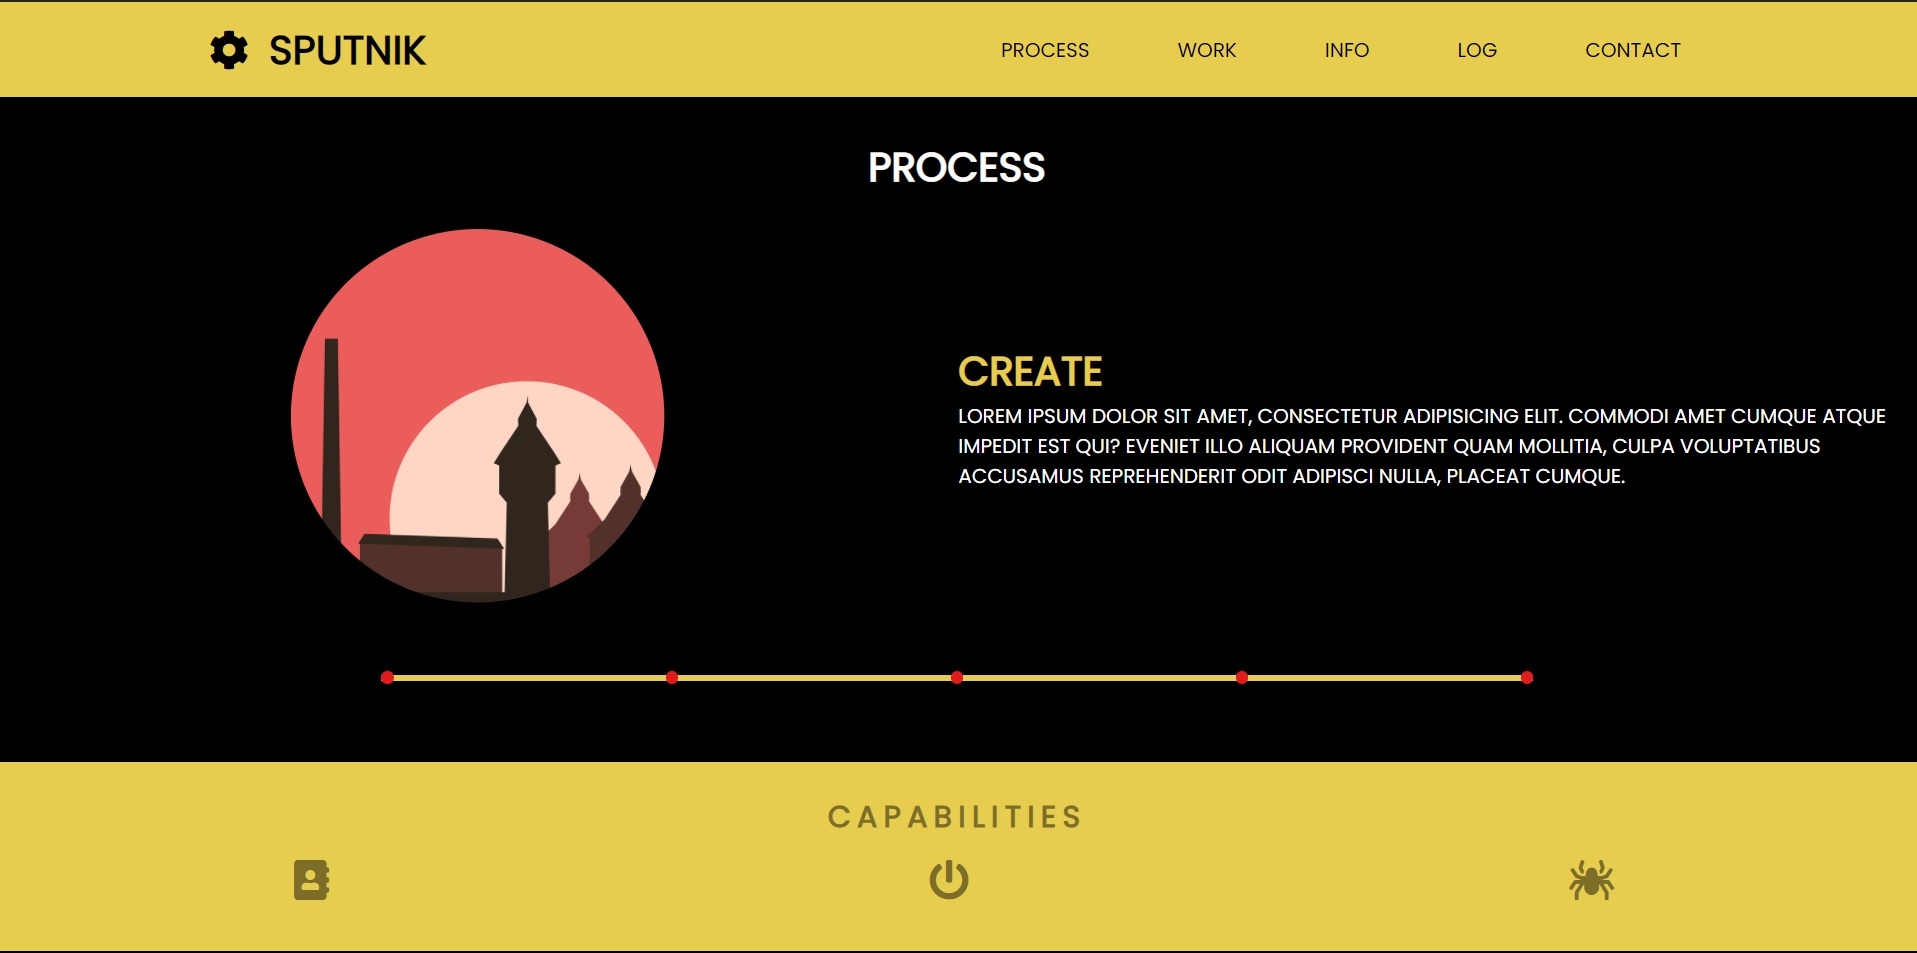 SPUTNIK
PROCESS
WORK
INFO
LOG
CONTACT
PROCESS
CREATE
LOREM IPSUM DOLOR SIT AMET, CONSECTETUR ADIPISICING ELIT. COMMODI AMET CUMQUE ATQUE
IMPEDIT EST QUI? EVENIET ILLO ALIQUAM PROVIDENT QUAM MOLLITIA, CULPA VOLUPTATIBUS
ACCUSAMUS REPREHENDERIT ODIT ADIPISCI NULLA, PLACEAT CUMQUE.
CAPABILITIES